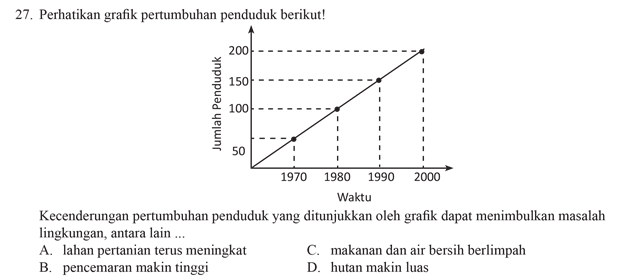 27. Perhatikan grafik pertumbuhan penduduk berikut!
Jumlah Penduduk
200
150
100
50
1970 1980 1990 2000
Waktu
Kecenderungan pertumbuhan penduduk yang ditunjukkan oleh grafik dapat menimbulkan masalah
lingkungan, antara lain ...
A. lahan pertanian terus meningkat
C. makanan dan air bersih berlimpah
B. pencemaran makin tinggi
D. hutan makin luas